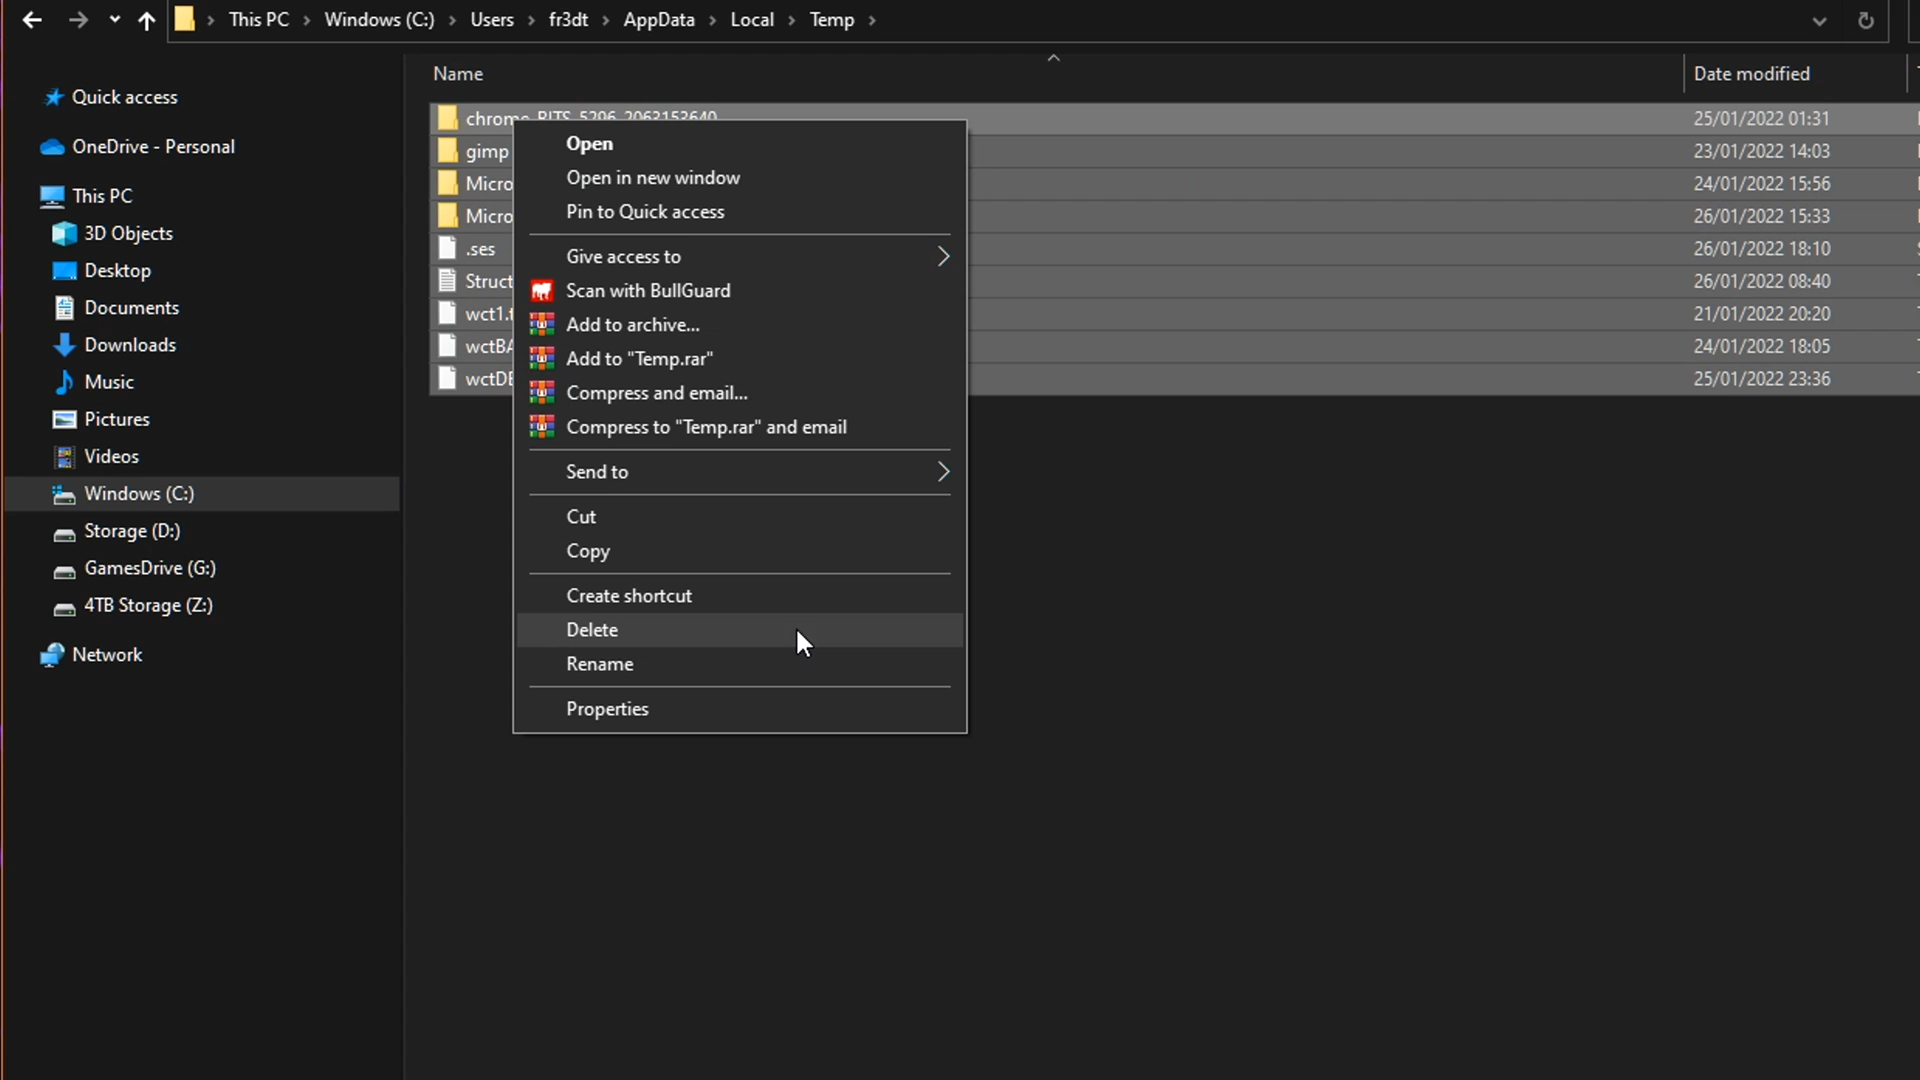 This PC > Windows (C:) > Users > fr3dt > AppData > Local > Temp >
Name
Date modified
Quick access
OneDrive - Personal
This PC
3D Objects
Desktop
Documents
Downloads
Music
Pictures
Videos
Windows (C:)
Storage (D:)
GamesDrive (G:)
4TB Storage (Z:)
Network
chrome_BITS_5296_2063153640 25/01/2022 01:31
gimp 23/01/2022 14:03
Micro 24/01/2022 15:56
Micro 26/01/2022 15:33
.ses 26/01/2022 18:10
Struct 26/01/2022 08:40
wct1.t 21/01/2022 20:20
wctBA 24/01/2022 18:05
wctDE 25/01/2022 23:36
Open
Open in new window
Pin to Quick access
Give access to
Scan with BullGuard
Add to archive...
Add to "Temp.rar"
Compress and email...
Compress to "Temp.rar" and email
Send to
Cut
Copy
Create shortcut
Delete
Rename
Properties